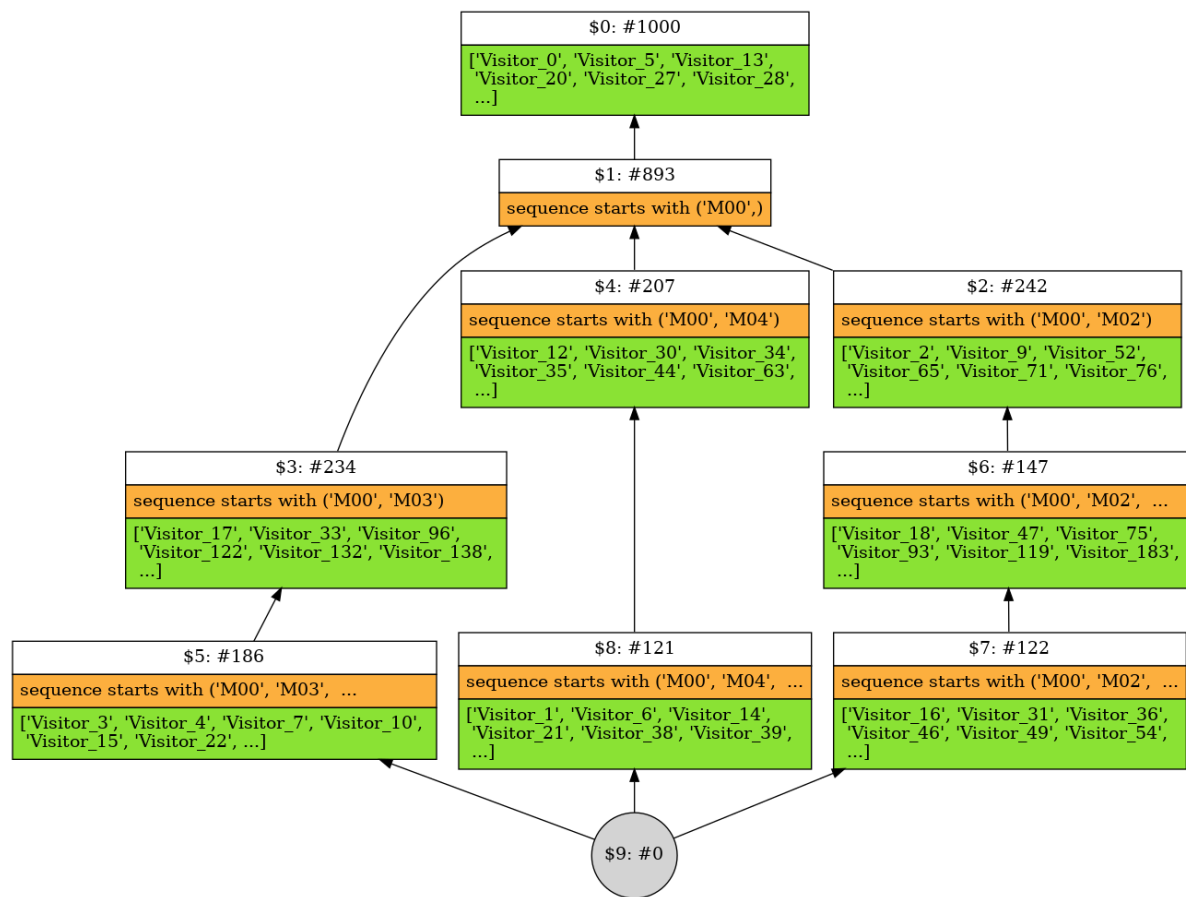 $0: #1000
['Visitor_0', 'Visitor_5', 'Visitor_13',
'Visitor_20', 'Visitor_27', 'Visitor_28',
...]
$1: #893
sequence starts with ('M00',)
$4: #207
sequence starts with ('M00', 'M04')
['Visitor_12', 'Visitor_30', 'Visitor_34',
'Visitor_35', 'Visitor_44', 'Visitor_63',
...]
$2: #242
sequence starts with ('M00', 'M02')
['Visitor_2', 'Visitor_9', 'Visitor_52',
'Visitor_65', 'Visitor_71', 'Visitor_76',
...]
$3: #234
sequence starts with ('M00', 'M03')
['Visitor_17', 'Visitor_33', 'Visitor_96',
'Visitor_122', 'Visitor_132', 'Visitor_138',
...]
$6: #147
sequence starts with ('M00', 'M02', ...
['Visitor_18', 'Visitor_47', 'Visitor_75',
'Visitor_93', 'Visitor_119', 'Visitor_183',
...]
$5: #186
sequence starts with ('M00', 'M03', ...
['Visitor_3', 'Visitor_4', 'Visitor_7', 'Visitor_10',
'Visitor_15', 'Visitor_22', ...]
$8: #121
sequence starts with ('M00', 'M04', ...
['Visitor_1', 'Visitor_6', 'Visitor_14',
'Visitor_21', 'Visitor_38', 'Visitor_39',
...]
$7: #122
sequence starts with ('M00', 'M02', ...
['Visitor_16', 'Visitor_31', 'Visitor_36',
'Visitor_46', 'Visitor_49', 'Visitor_54',
...]
$9: #0